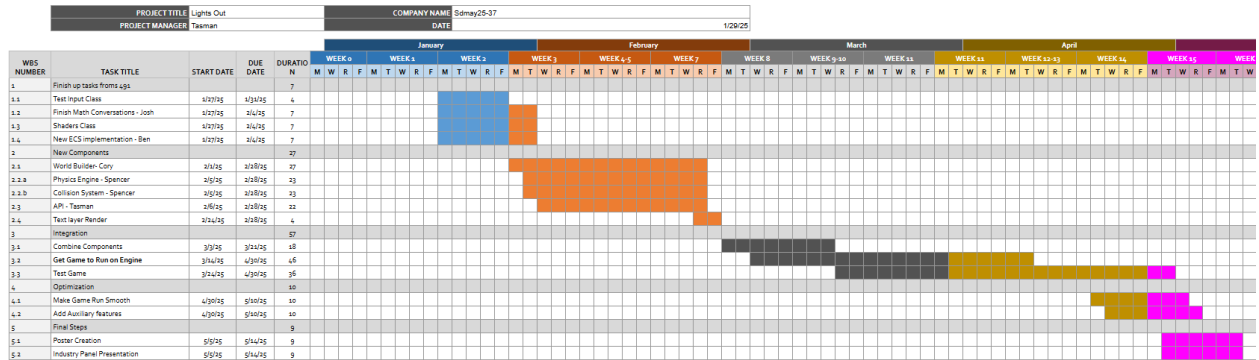 PROJECT TITLE Lights Out COMPANY NAME Sdmay25-37
PROJECT MANAGER Tasman DATE 1/29/25
January February March April
WBS NUMBER TASK TITLE START DATE DUE DATE DURATIO N WEEK 0 WEEK 1 WEEK 2 WEEK 3 WEEK 4-5 WEEK 7 WEEK 8 WEEK 9-10 WEEK 11 WEEK 11 WEEK 12-13 WEEK 14 WEEK 15 WEEK
M T W R F M T W R F M T W R F M T W R F M T W R F M T W R F M T W R F M T W R F M T W R F M T W R F M T W R F M T W R F M T W R F M T W
1 Finish up tasks froms 491 7
1.1 Test Input Class 1/27/25 1/31/25 4
1.2 Finish Math Conversations - Josh 1/27/25 2/4/25 7
1.3 Shaders Class 1/27/25 2/4/25 7
1.4 New ECS implementation - Ben 1/27/25 2/4/25 7
2 New Components 27
2.1 World Builder- Cory 2/1/25 2/28/25 27
2.2.a Physics Engine - Spencer 2/5/25 2/28/25 23
2.2.b Collision System - Spencer 2/5/25 2/28/25 23
2.3 API - Tasman 2/6/25 2/28/25 22
2.4 Text layer Render 2/24/25 2/28/25 4
3 Integration 57
3.1 Combine Components 3/3/25 3/21/25 18
3.2 Get Game to Run on Engine 3/14/25 4/30/25 46
3.3 Test Game 3/24/25 4/30/25 36
4 Optimization 10
4.1 Make Game Run Smooth 4/30/25 5/10/25 10
4.2 Add Auxiliary features 4/30/25 5/10/25 10
5 Final Steps 9
5.1 Poster Creation 5/5/25 5/14/25 9
5.2 Industry Panel Presentation 5/5/25 5/14/25 9